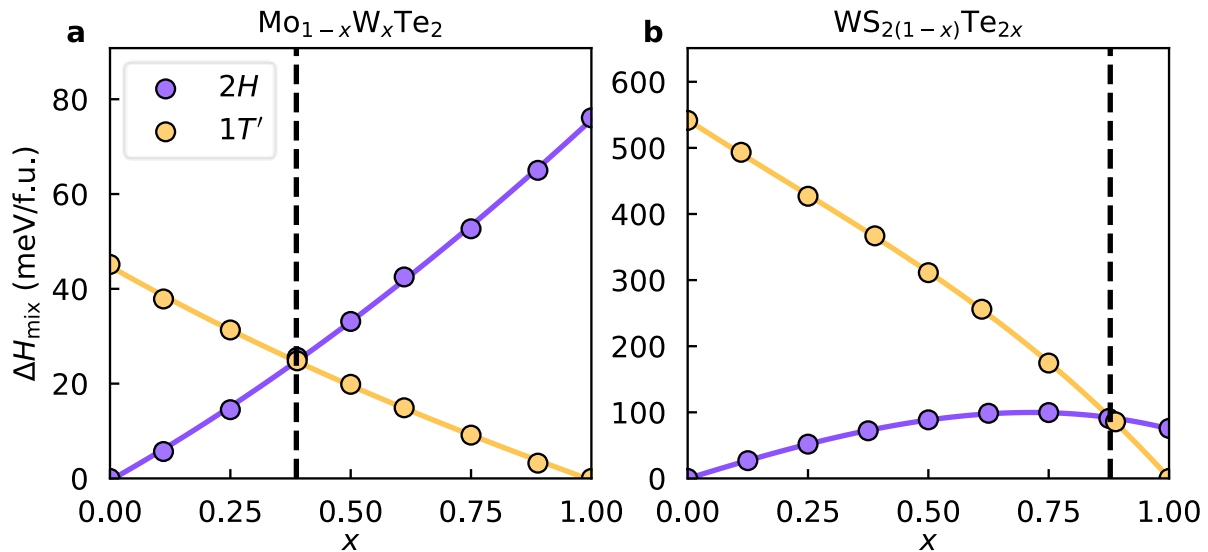 a
Mo₁₋ₓWₓTe₂
ΔH_mix (meV/f.u.)
80
60
40
20
0
2H
1T′
0.00 0.25 0.50 0.75 1.00
x
b
WS₂₍₁₋ₓ₎Te₂ₓ
600
500
400
300
200
100
0
0.00 0.25 0.50 0.75 1.00
x